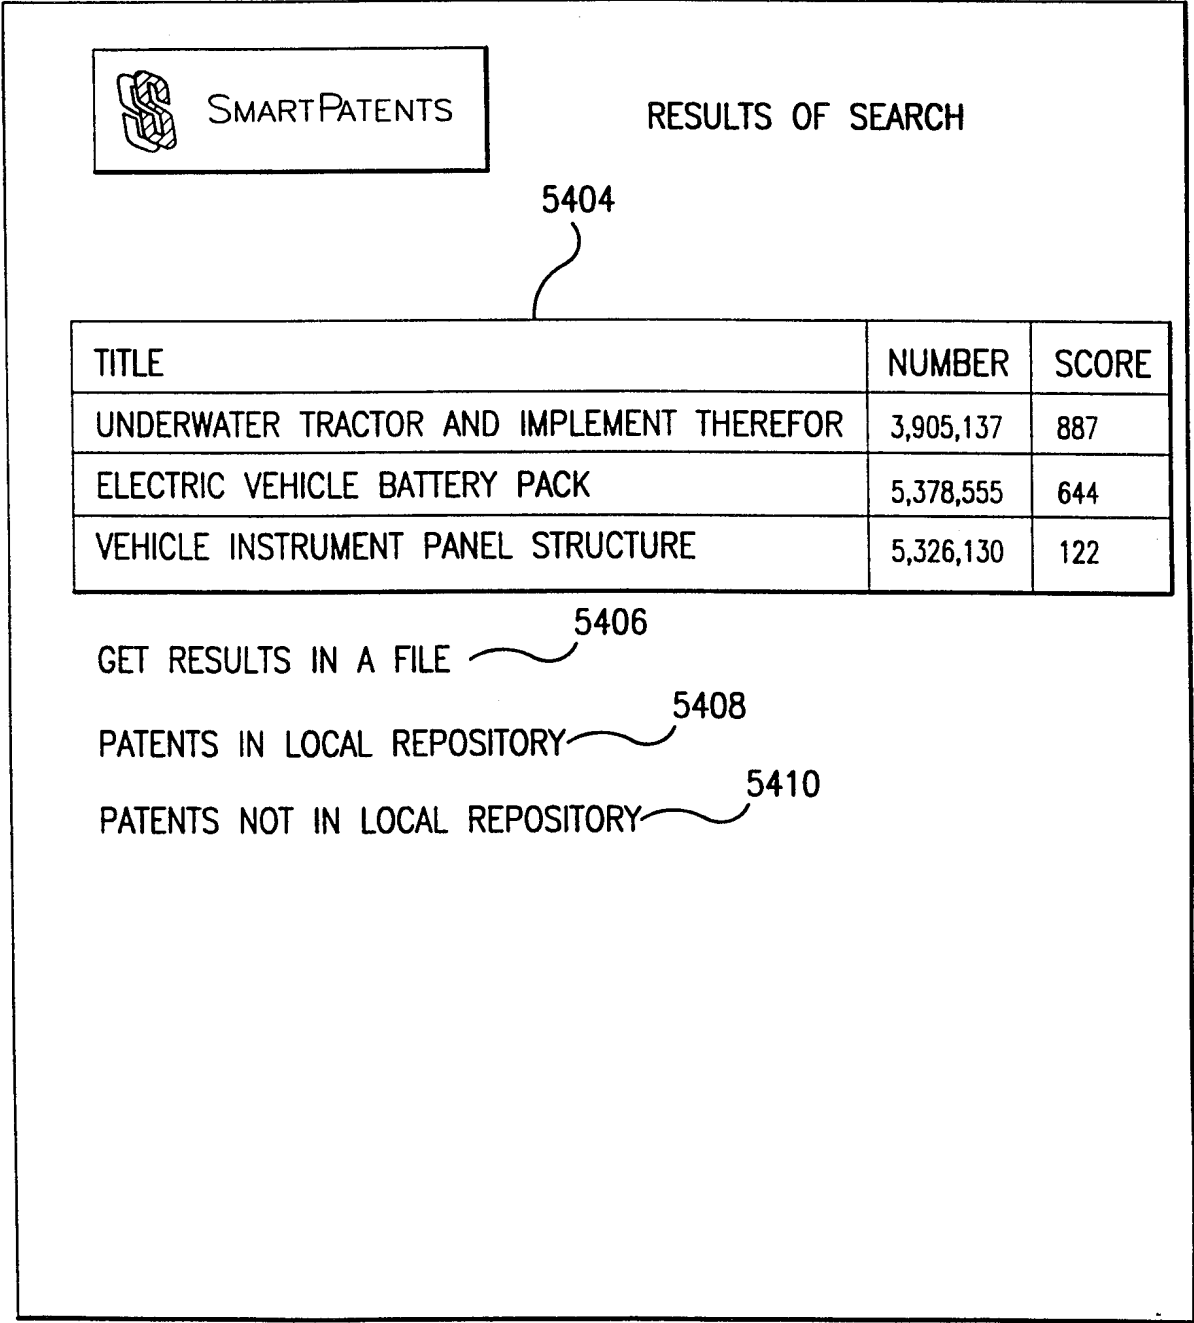 SMARTPATENTS
RESULTS OF SEARCH
5404
TITLE NUMBER SCORE
UNDERWATER TRACTOR AND IMPLEMENT THEREFOR 3,905,137 887
ELECTRIC VEHICLE BATTERY PACK 5,378,555 644
VEHICLE INSTRUMENT PANEL STRUCTURE 5,326,130 122
5406
GET RESULTS IN A FILE
5408
PATENTS IN LOCAL REPOSITORY
5410
PATENTS NOT IN LOCAL REPOSITORY